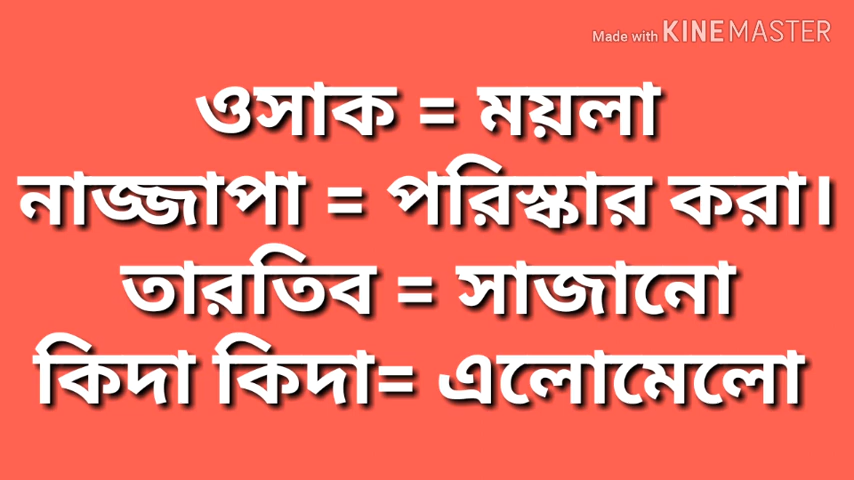 Made with KINEMASTER
ওসাক = ময়লা
নাজ্জাপা = পরিস্কার করা।
তারতিব = সাজানো
কিদা কিদা= এলোমেলো